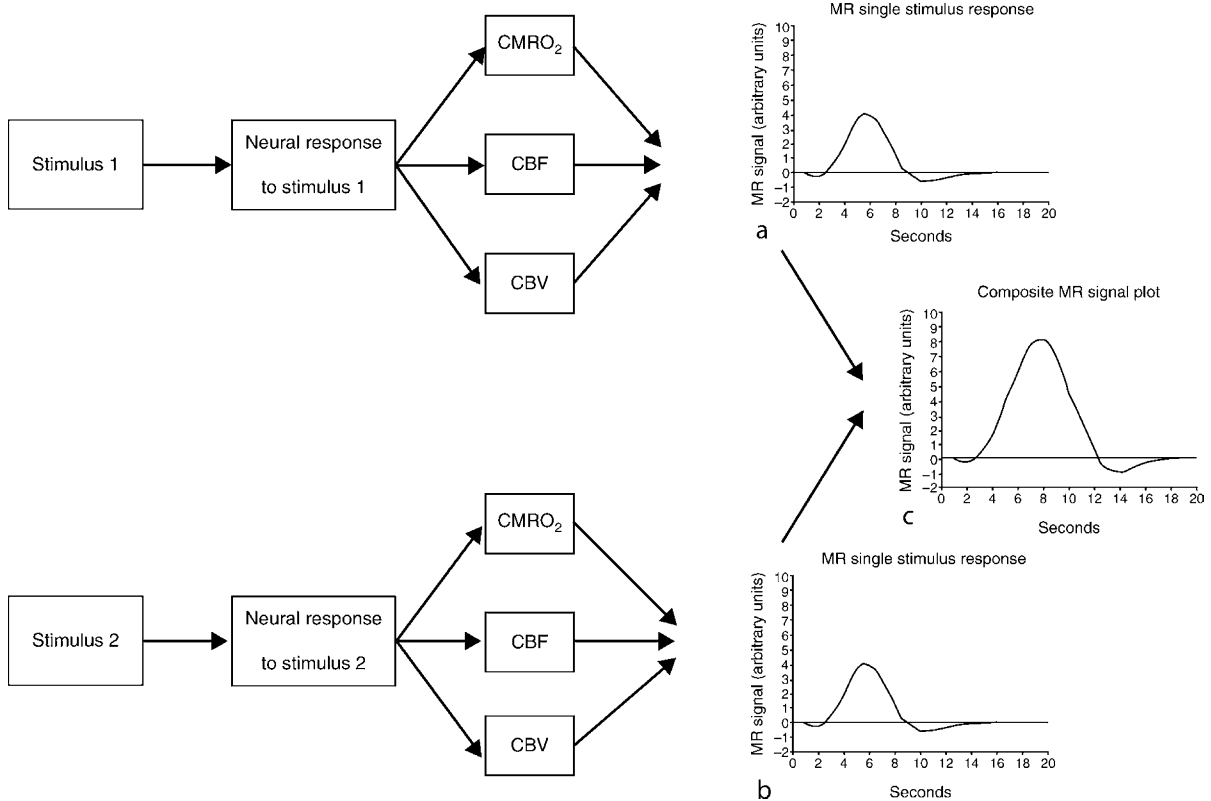 Stimulus 1
Neural response
to stimulus 1
CMRO₂
CBF
CBV
MR single stimulus response
MR signal (arbitrary units)
10
9
8
7
6
5
4
3
2
1
0
−1
−2
0 2 4 6 8 10 12 14 16 18 20
Seconds
a
Composite MR signal plot
MR signal (arbitrary units)
10
9
8
7
6
5
4
3
2
1
0
−1
−2
0 2 4 6 8 10 12 14 16 18 20
Seconds
c
Stimulus 2
Neural response
to stimulus 2
CMRO₂
CBF
CBV
MR single stimulus response
MR signal (arbitrary units)
10
9
8
7
6
5
4
3
2
1
0
−1
−2
0 2 4 6 8 10 12 14 16 18 20
Seconds
b